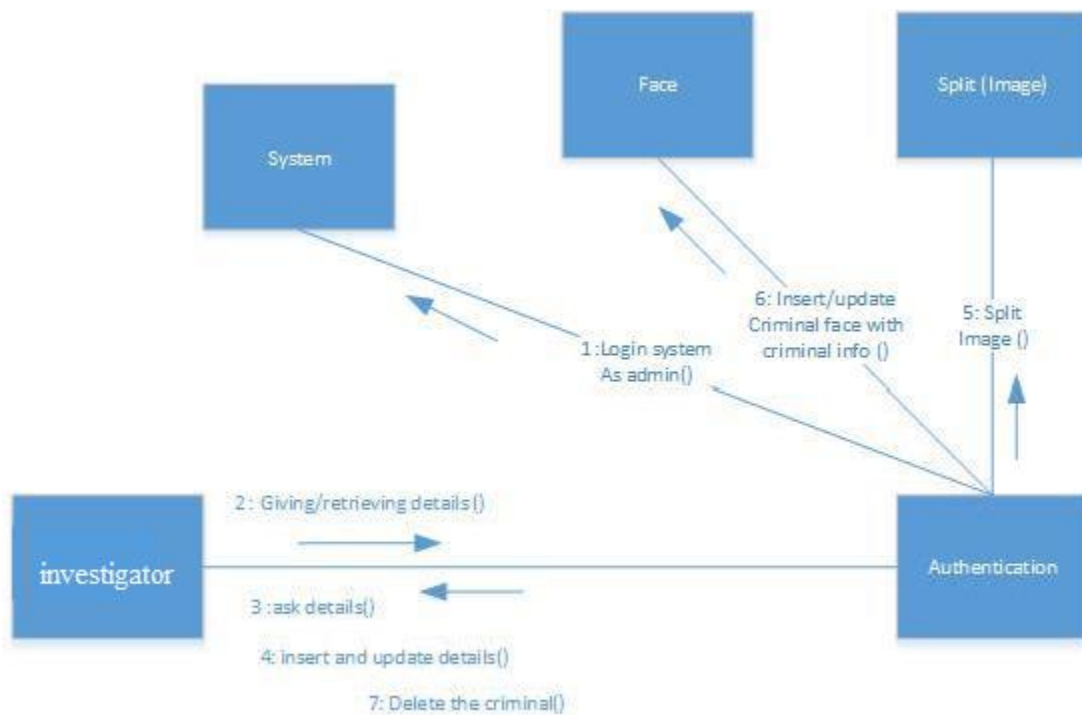 Face
Split (Image)
System
6: Insert/update
Criminal face with
criminal info ()
5: Split
Image ()
1 :Login system
As admin()
2 : Giving/retrieving details()
investigator
Authentication
3 :ask details()
4: insert and update details()
7: Delete the criminal()